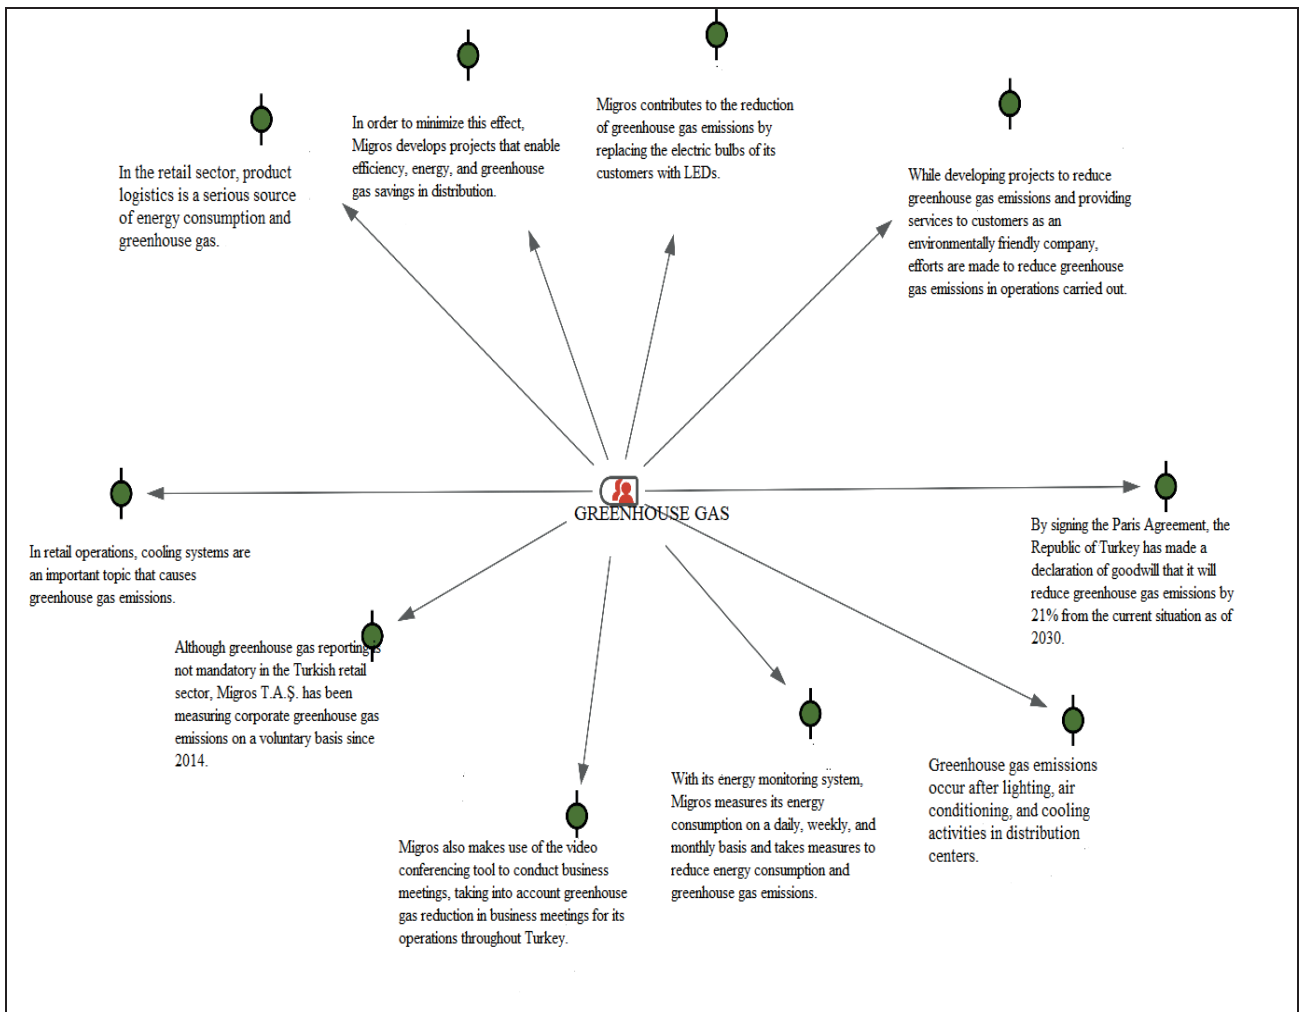 In the retail sector, product
logistics is a serious source
of energy consumption and
greenhouse gas.
In order to minimize this effect,
Migros develops projects that enable
efficiency, energy, and greenhouse
gas savings in distribution.
Migros contributes to the reduction
of greenhouse gas emissions by
replacing the electric bulbs of its
customers with LEDs.
While developing projects to reduce
greenhouse gas emissions and providing
services to customers as an
environmentally friendly company,
efforts are made to reduce greenhouse
gas emissions in operations carried out.
GREENHOUSE GAS
In retail operations, cooling systems are
an important topic that causes
greenhouse gas emissions.
By signing the Paris Agreement, the
Republic of Turkey has made a
declaration of goodwill that it will
reduce greenhouse gas emissions by
21% from the current situation as of
2030.
Although greenhouse gas reporting is
not mandatory in the Turkish retail
sector, Migros T.A.Ş. has been
measuring corporate greenhouse gas
emissions on a voluntary basis since
2014.
Migros also makes use of the video
conferencing tool to conduct business
meetings, taking into account greenhouse
gas reduction in business meetings for its
operations throughout Turkey.
With its energy monitoring system,
Migros measures its energy
consumption on a daily, weekly, and
monthly basis and takes measures to
reduce energy consumption and
greenhouse gas emissions.
Greenhouse gas emissions
occur after lighting, air
conditioning, and cooling
activities in distribution
centers.